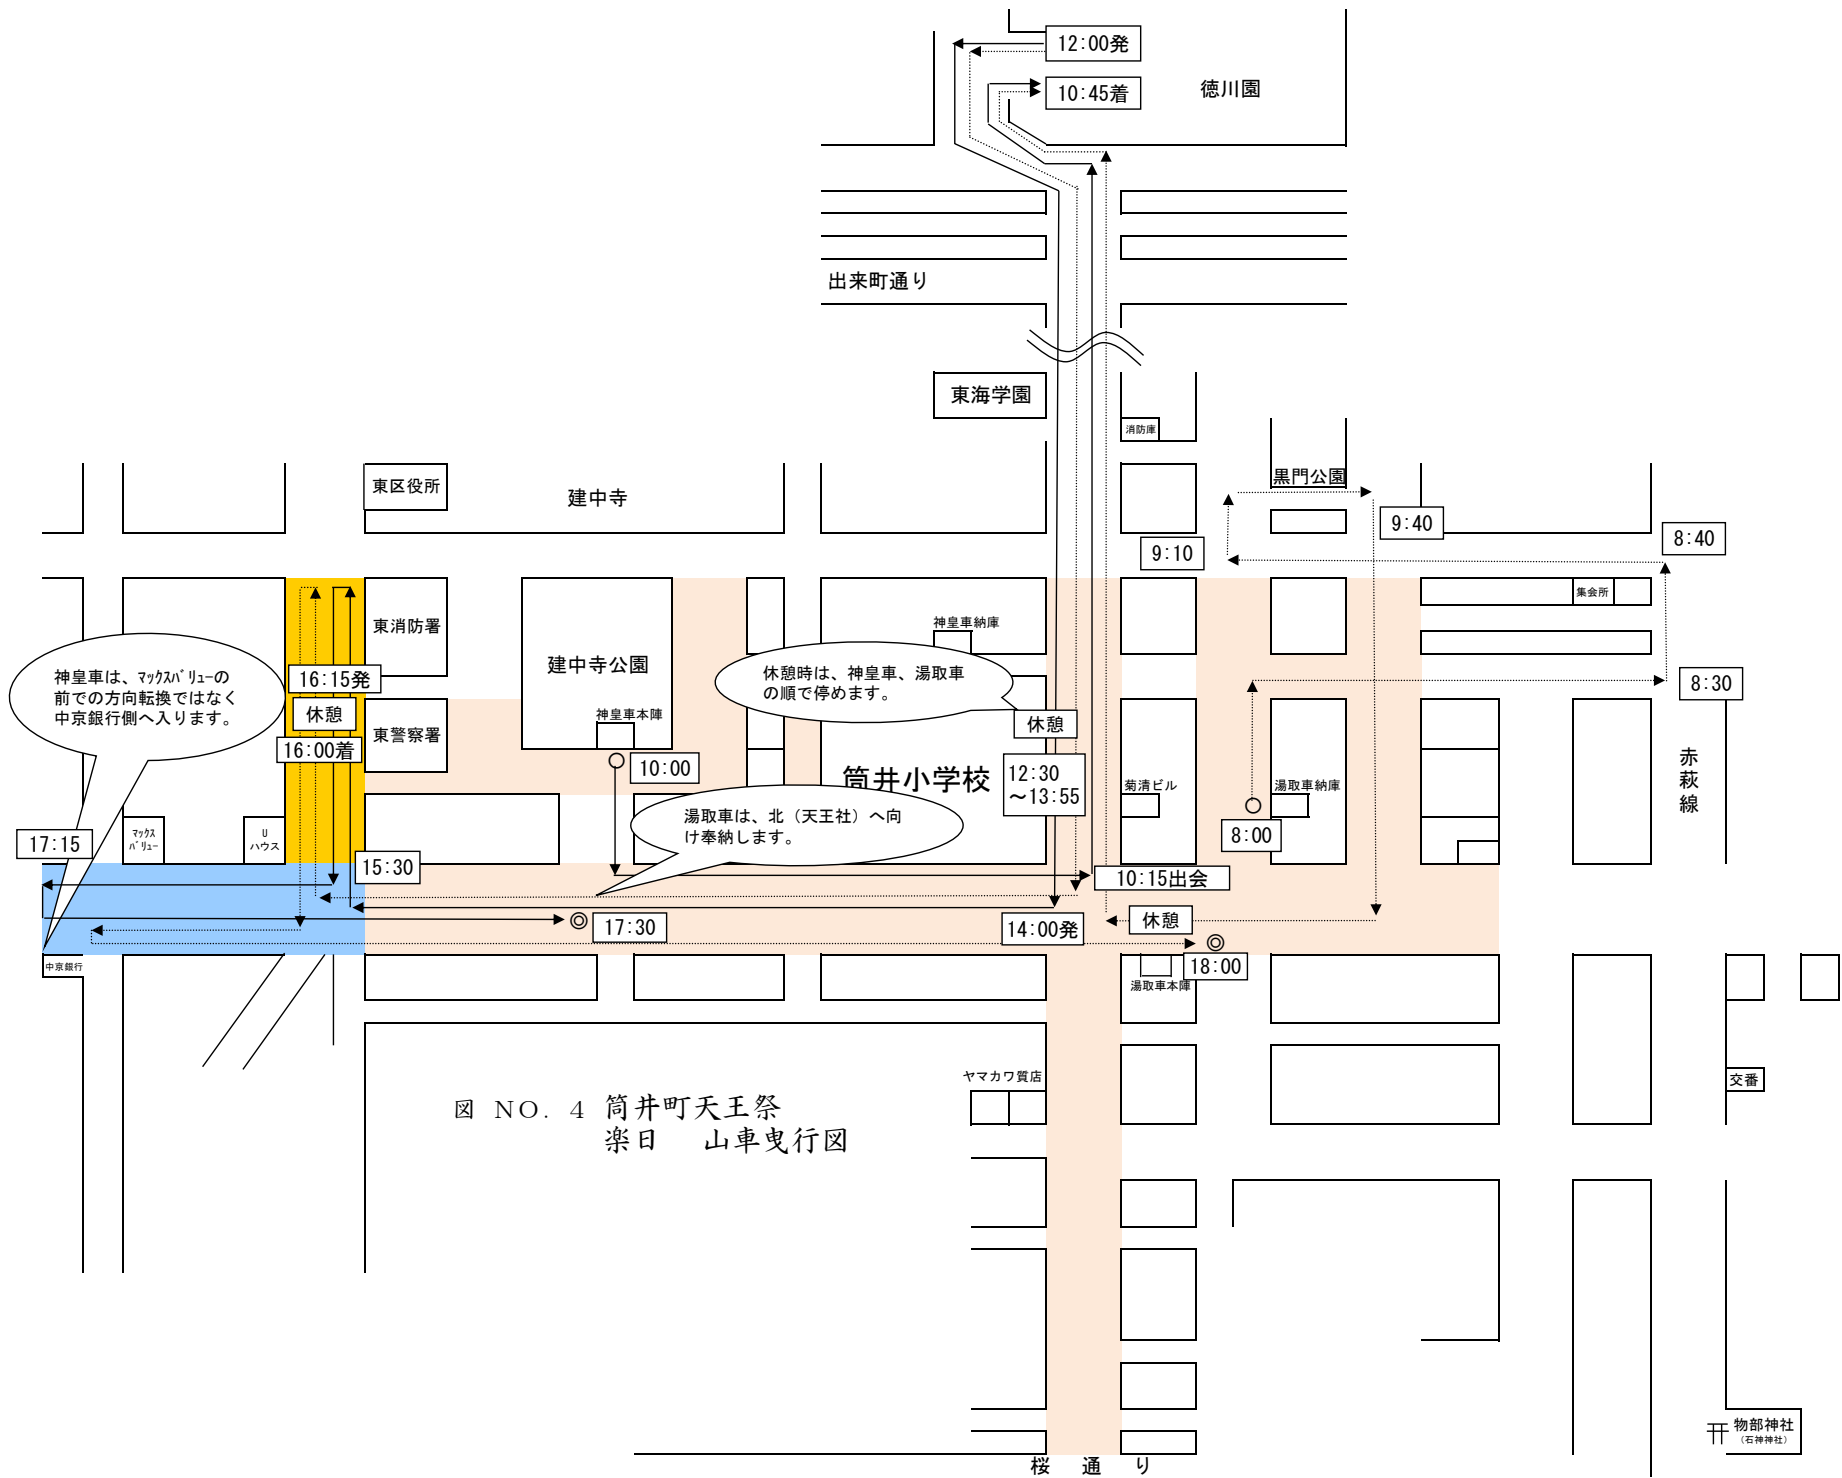 12:00発
10:45着
徳川園
出来町通り
東海学園
消防庫
東区役所
建中寺
黒門公園
9:40
8:40
9:10
東消防署
建中寺公園
神皇車納庫
集会所
神皇車は、マックスバリューの
前での方向転換ではなく
中京銀行側へ入ります。
16:15発
休憩
16:00着
東警察署
神皇車本陣
10:00
休憩時は、神皇車、湯取車
の順で停めます。
休憩
12:30
～13:55
筒井小学校
菊清ビル
湯取車納庫
8:00
8:30
赤萩線
湯取車は、北（天王社）へ向
け奉納します。
17:15
マックス
バリュー
U
ハウス
15:30
10:15出会
休憩
17:30
14:00発
18:00
中京銀行
湯取車本陣
ヤマカワ質店
交番
図 NO. 4 筒井町天王祭
楽日 山車曳行図
物部神社
（石神神社）
桜 通 り